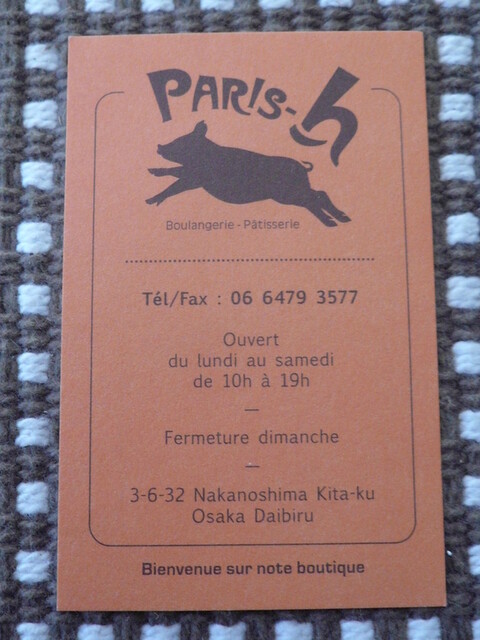 PARIS-h
Boulangerie - Pâtisserie
Tél/Fax : 06 6479 3577
Ouvert
du lundi au samedi
de 10h à 19h
—
Fermeture dimanche
—
3-6-32 Nakanoshima Kita-ku
Osaka Daibiru
Bienvenue sur note boutique